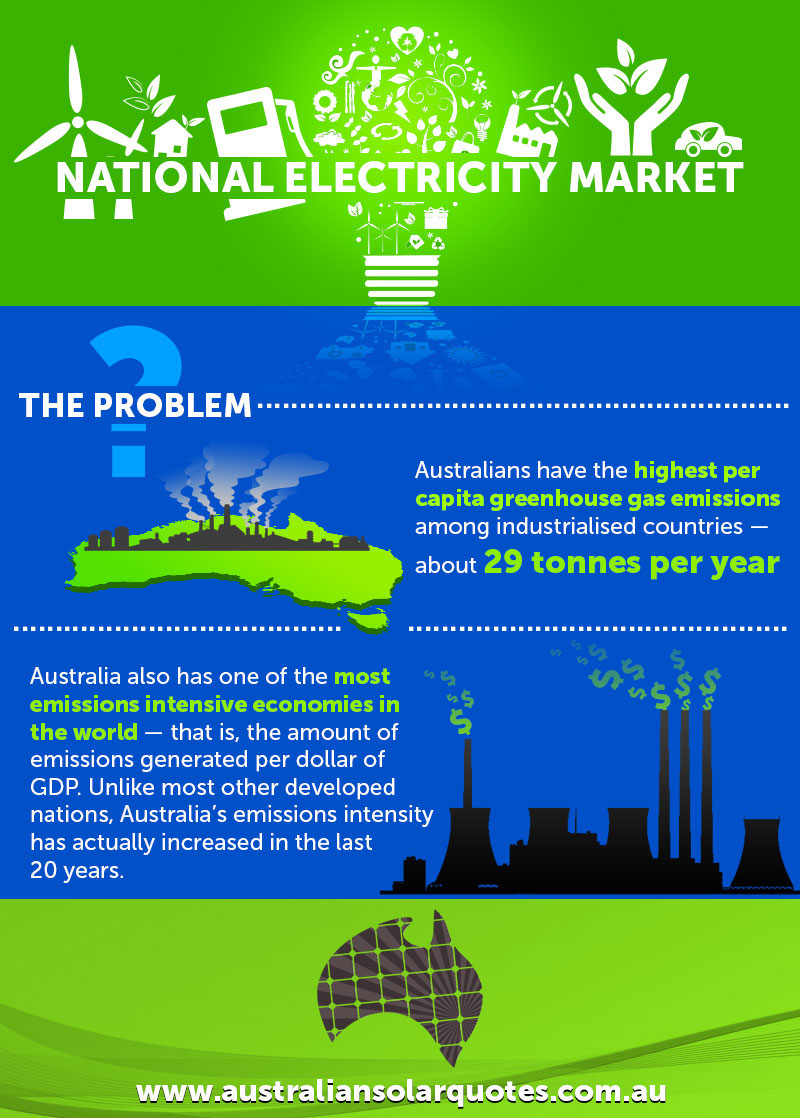 NATIONAL ELECTRICITY MARKET
?
THE PROBLEM
Australians have the highest per
capita greenhouse gas emissions
among industrialised countries —
about 29 tonnes per year
Australia also has one of the most
emissions intensive economies in
the world — that is, the amount of
emissions generated per dollar of
GDP. Unlike most other developed
nations, Australia's emissions intensity
has actually increased in the last
20 years.
www.australiansolarquotes.com.au